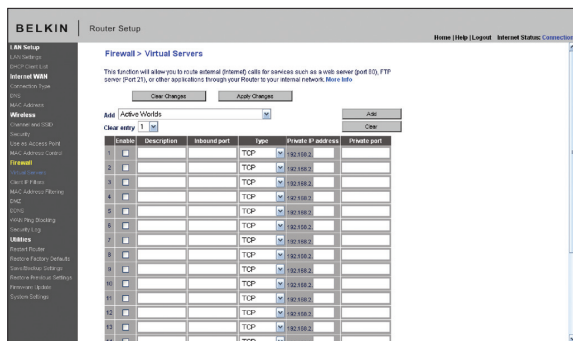 BELKIN
Router Setup
Home | Help | Logout Internet Status: Connection
LAN Setup
LAN Settings
DHCP Client List
Internet WAN
Connection Type
DNS
MAC Address
Wireless
Channel and SSID
Security
Use as Access Point
MAC Address Control
Firewall
Virtual Servers
Client IP Filters
MAC Address Filtering
DMZ
DDNS
WAN Ping Blocking
Security Log
Utilities
Restart Router
Restore Factory Defaults
Save/Backup Settings
Restore Previous Settings
Firmware Update
System Settings
Firewall > Virtual Servers
This function will allow you to route external (Internet) calls for services such as a web server (port 80), FTP
server (Port 21), or other applications through your Router to your internal network. More Info
Clear Changes Apply Changes
Add Active Worlds Add
Clear entry 1 Clear
Enable Description Inbound port Type Private IP address Private port
1 TCP 192.168.2.
2 TCP 192.168.2.
3 TCP 192.168.2.
4 TCP 192.168.2.
5 TCP 192.168.2.
6 TCP 192.168.2.
7 TCP 192.168.2.
8 TCP 192.168.2.
9 TCP 192.168.2.
10 TCP 192.168.2.
11 TCP 192.168.2.
12 TCP 192.168.2.
13 TCP 192.168.2.
14 TCP